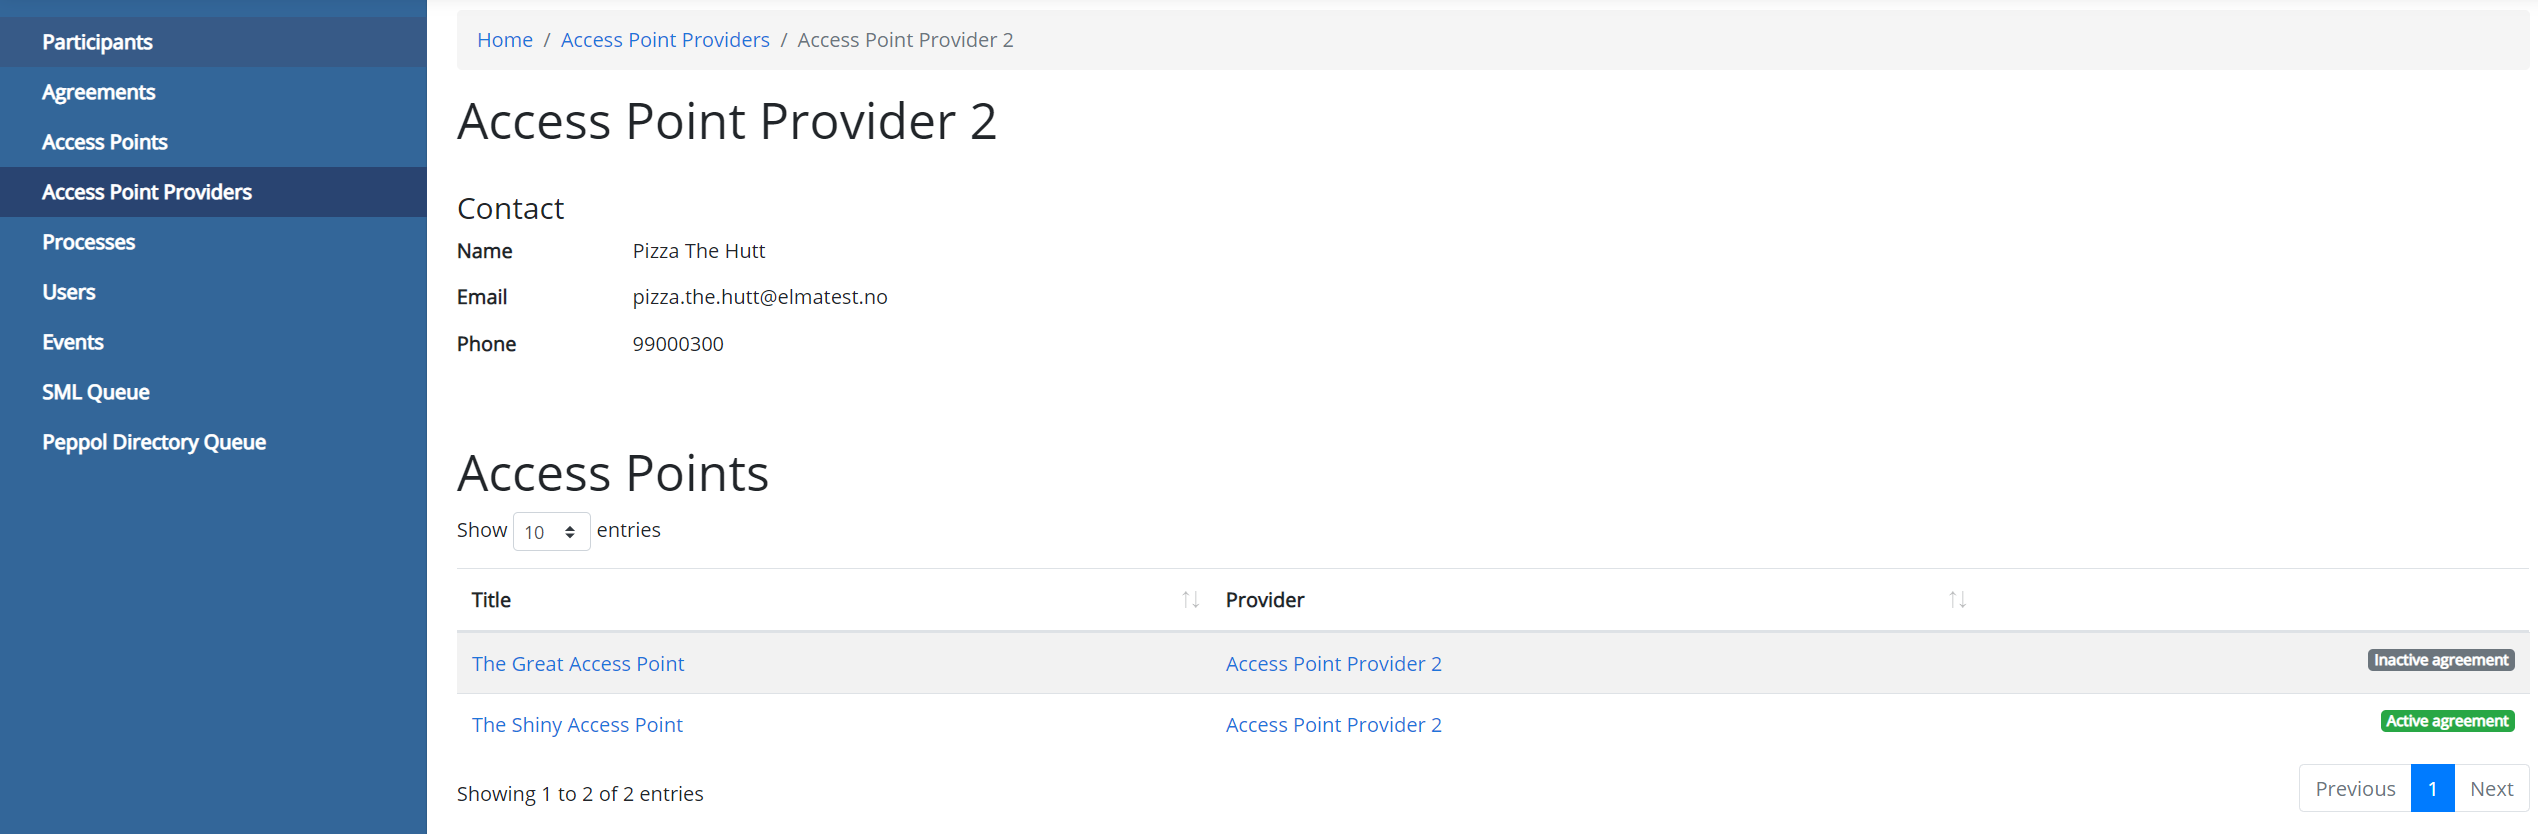 Participants
Agreements
Access Points
Access Point Providers
Processes
Users
Events
SML Queue
Peppol Directory Queue
Home / Access Point Providers / Access Point Provider 2
Access Point Provider 2
Contact
Name Pizza The Hutt
Email pizza.the.hutt@elmatest.no
Phone 99000300
Access Points
Show 10 entries
Title ↑↓ Provider ↑↓
The Great Access Point Access Point Provider 2 Inactive agreement
The Shiny Access Point Access Point Provider 2 Active agreement
Showing 1 to 2 of 2 entries
Previous 1 Next